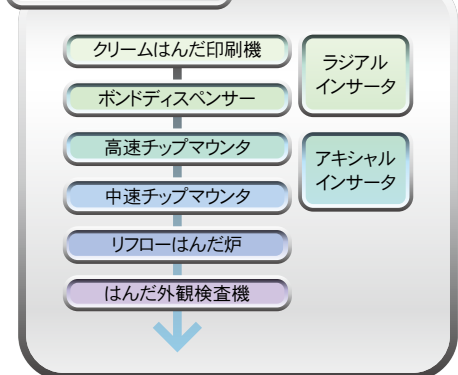 クリームはんだ印刷機
ボンドディスペンサー
高速チップマウンタ
中速チップマウンタ
リフローはんだ炉
はんだ外観検査機
ラジアル
インサータ
アキシャル
インサータ